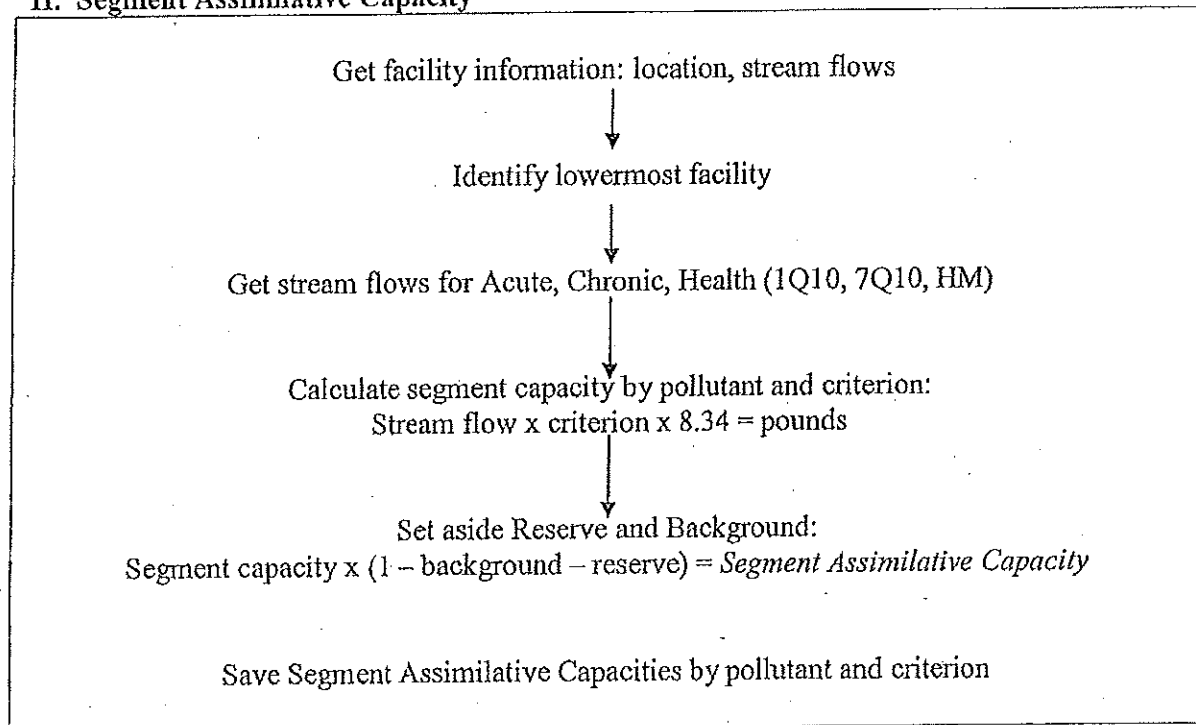 II. Segment Assimilative Capacity
Get facility information: location, stream flows
Identify lowermost facility
Get stream flows for Acute, Chronic, Health (1Q10, 7Q10, HM)
Calculate segment capacity by pollutant and criterion:
Stream flow x criterion x 8.34 = pounds
Set aside Reserve and Background:
Segment capacity x (1 – background – reserve) = Segment Assimilative Capacity
Save Segment Assimilative Capacities by pollutant and criterion